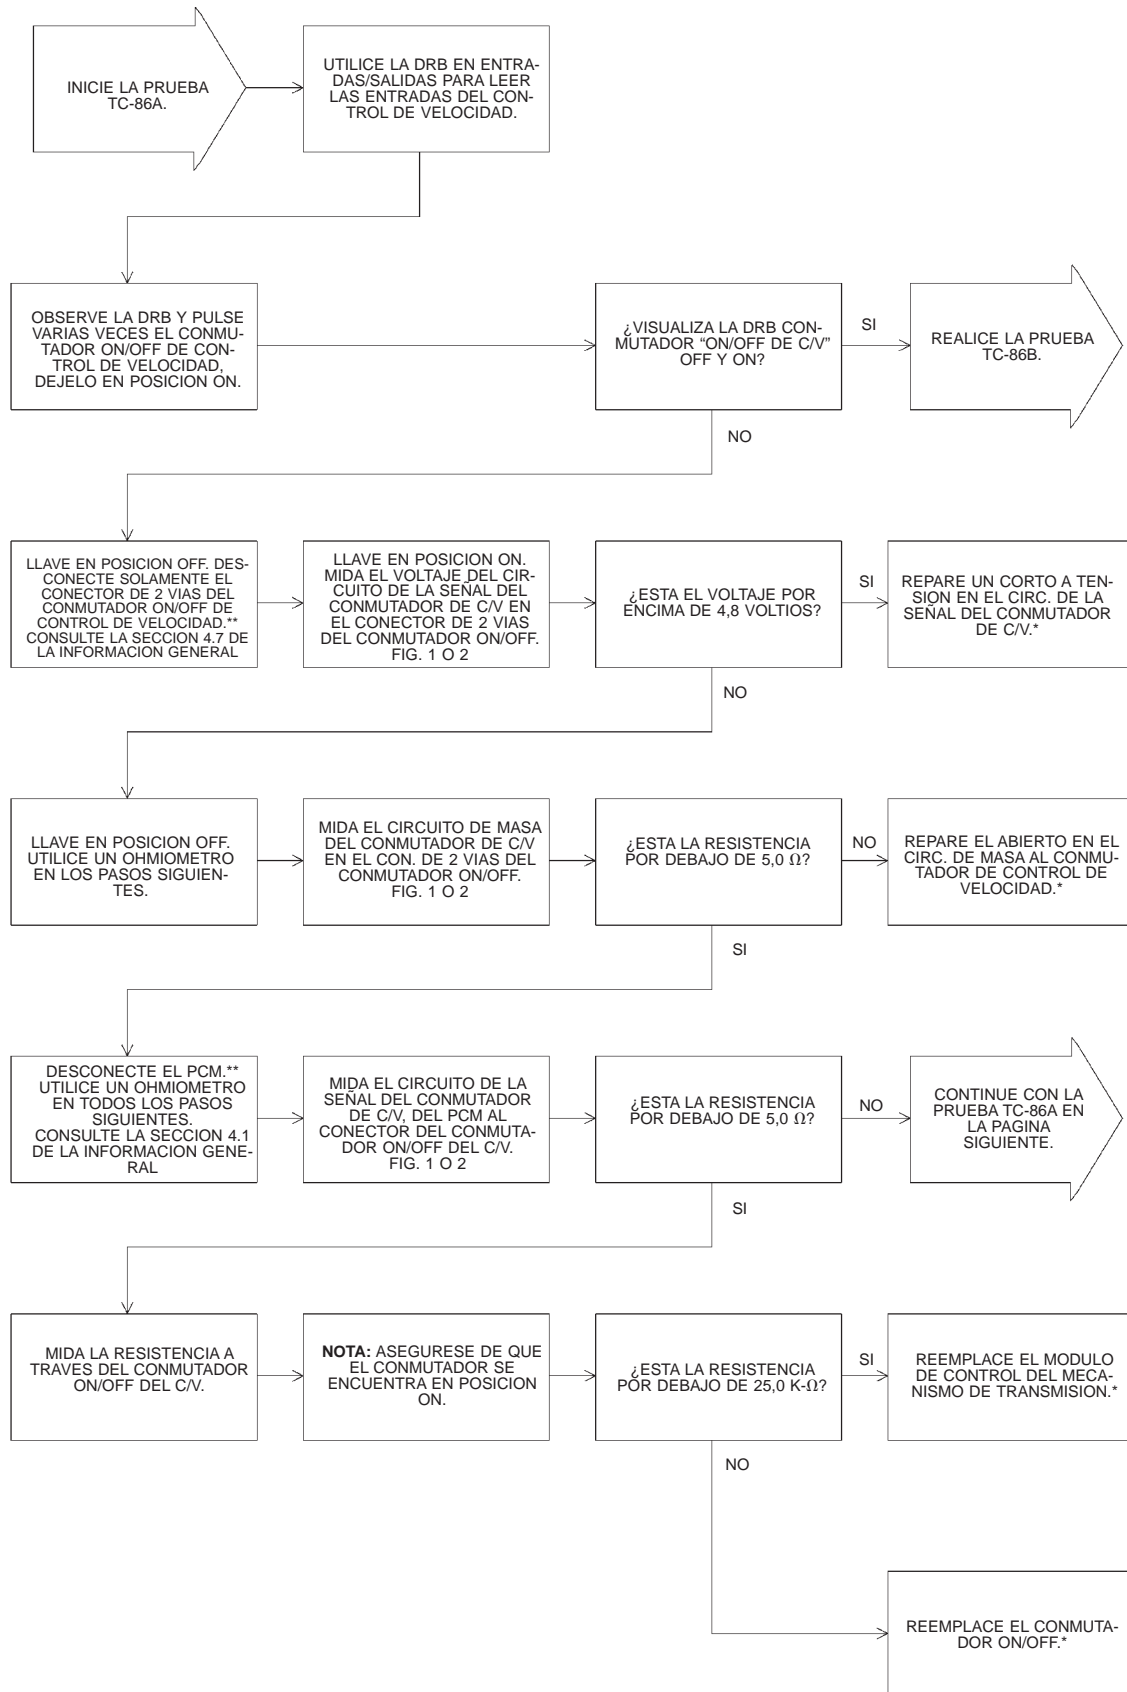 INICIE LA PRUEBA
TC-86A.
UTILICE LA DRB EN ENTRA-
DAS/SALIDAS PARA LEER
LAS ENTRADAS DEL CON-
TROL DE VELOCIDAD.
OBSERVE LA DRB Y PULSE
VARIAS VECES EL CONMU-
TADOR ON/OFF DE CON-
TROL DE VELOCIDAD,
DEJELO EN POSICION ON.
¿VISUALIZA LA DRB CON-
MUTADOR “ON/OFF DE C/V”
OFF Y ON?
SI
REALICE LA PRUEBA
TC-86B.
NO
LLAVE EN POSICION OFF. DES-
CONECTE SOLAMENTE EL
CONECTOR DE 2 VIAS DEL
CONMUTADOR ON/OFF DE
CONTROL DE VELOCIDAD.**
CONSULTE LA SECCION 4.7 DE
LA INFORMACION GENERAL
LLAVE EN POSICION ON.
MIDA EL VOLTAJE DEL CIR-
CUITO DE LA SEÑAL DEL
CONMUTADOR DE C/V EN
EL CONECTOR DE 2 VIAS
DEL CONMUTADOR ON/OFF.
FIG. 1 O 2
¿ESTA EL VOLTAJE POR
ENCIMA DE 4,8 VOLTIOS?
SI
REPARE UN CORTO A TEN-
SION EN EL CIRC. DE LA
SEÑAL DEL CONMUTADOR
DE C/V.*
NO
LLAVE EN POSICION OFF.
UTILICE UN OHMIOMETRO
EN LOS PASOS SIGUIEN-
TES.
MIDA EL CIRCUITO DE MASA
DEL CONMUTADOR DE C/V
EN EL CON. DE 2 VIAS DEL
CONMUTADOR ON/OFF.
FIG. 1 O 2
¿ESTA LA RESISTENCIA
POR DEBAJO DE 5,0 Ω?
NO
REPARE EL ABIERTO EN EL
CIRC. DE MASA AL CONMU-
TADOR DE CONTROL DE
VELOCIDAD.*
SI
DESCONECTE EL PCM.**
UTILICE UN OHMIOMETRO
EN TODOS LOS PASOS
SIGUIENTES.
CONSULTE LA SECCION 4.1
DE LA INFORMACION GENE-
RAL
MIDA EL CIRCUITO DE LA
SEÑAL DEL CONMUTADOR
DE C/V, DEL PCM AL
CONECTOR DEL CONMUTA-
DOR ON/OFF DEL C/V.
FIG. 1 O 2
¿ESTA LA RESISTENCIA
POR DEBAJO DE 5,0 Ω?
NO
CONTINUE CON LA
PRUEBA TC-86A EN
LA PAGINA
SIGUIENTE.
SI
MIDA LA RESISTENCIA A
TRAVES DEL CONMUTADOR
ON/OFF DEL C/V.
NOTA: ASEGURESE DE QUE
EL CONMUTADOR SE
ENCUENTRA EN POSICION
ON.
¿ESTA LA RESISTENCIA
POR DEBAJO DE 25,0 K-Ω?
SI
REEMPLACE EL MODULO
DE CONTROL DEL MECA-
NISMO DE TRANSMISION.*
NO
REEMPLACE EL CONMUTA-
DOR ON/OFF.*